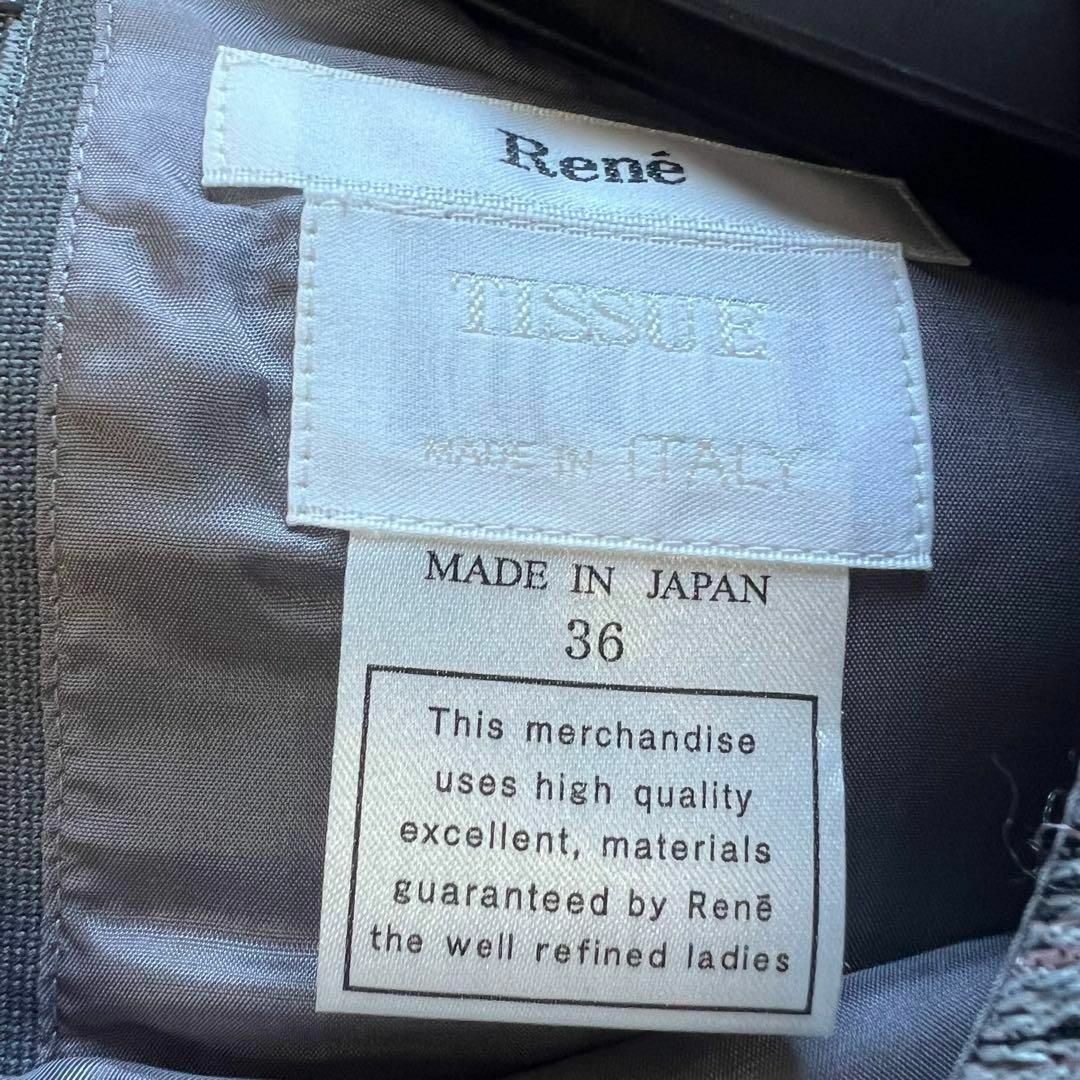 René
TISSUE
MADE IN ITALY
MADE IN JAPAN
36
This merchandise
uses high quality
excellent, materials
guaranteed by René
the well refined ladies